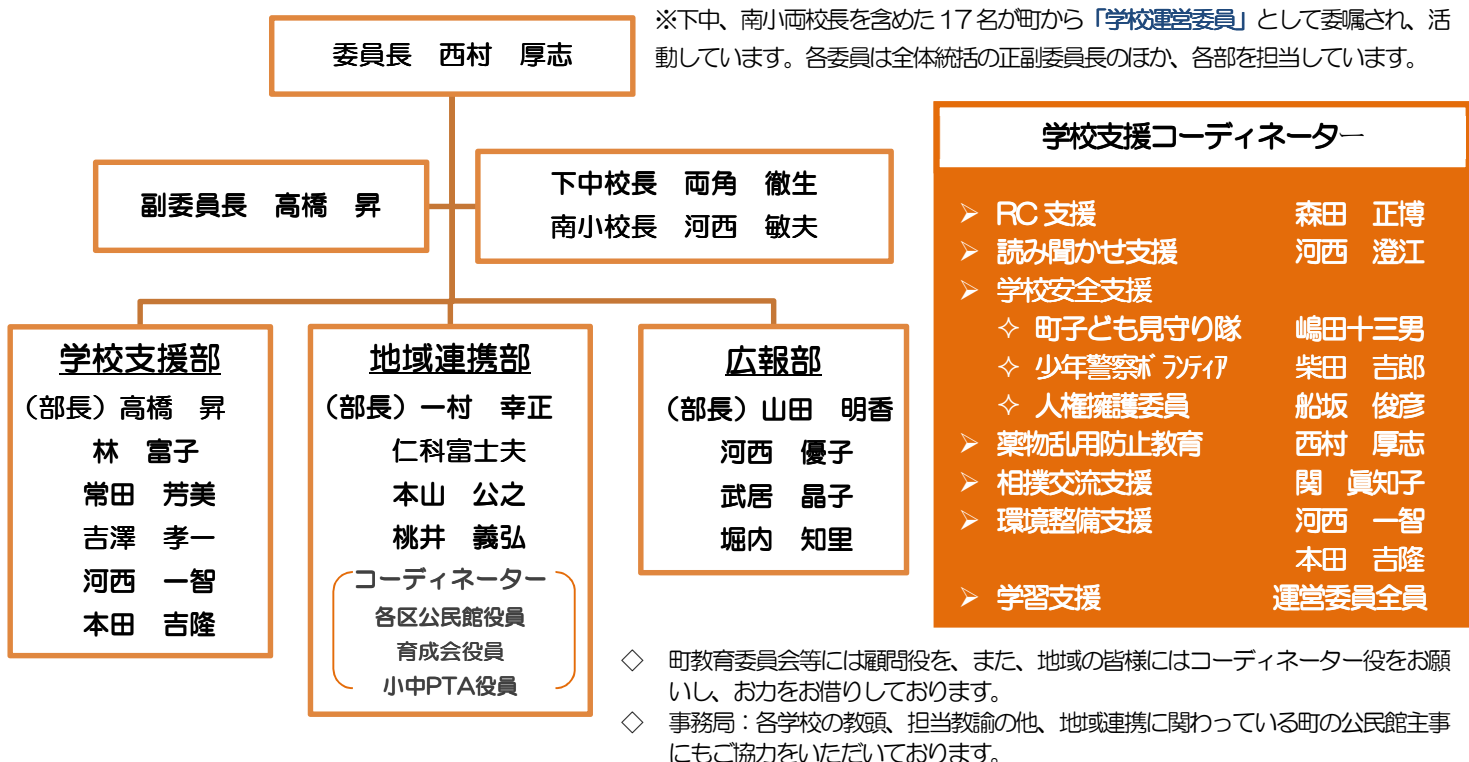 ※下中、南小両校長を含めた17名が町から「学校運営委員」として委嘱され、活
動しています。各委員は全体統括の正副委員長のほか、各部を担当しています。
委員長　西村　厚志
副委員長　高橋　昇
下中校長　両角　徹生
南小校長　河西　敏夫
学校支援部
（部長）高橋　昇
林　富子
常田　芳美
吉澤　孝一
河西　一智
本田　吉隆
地域連携部
（部長）一村　幸正
仁科富士夫
本山　公之
桃井　義弘
コーディネーター
各区公民館役員
育成会役員
小中PTA役員
広報部
（部長）山田　明香
河西　優子
武居　晶子
堀内　知里
学校支援コーディネーター
➢ RC支援　森田　正博
➢ 読み聞かせ支援　河西　澄江
➢ 学校安全支援
✧ 町子ども見守り隊　嶋田十三男
✧ 少年警察ﾎﾞﾗﾝﾃｨｱ　柴田　吉郎
✧ 人権擁護委員　船坂　俊彦
➢ 薬物乱用防止教育　西村　厚志
➢ 相撲交流支援　関　眞知子
➢ 環境整備支援　河西　一智
本田　吉隆
➢ 学習支援　運営委員全員
◇　町教育委員会等には顧問役を、また、地域の皆様にはコーディネーター役をお願
いし、お力をお借りしております。
◇　事務局：各学校の教頭、担当教諭の他、地域連携に関わっている町の公民館主事
にもご協力をいただいております。